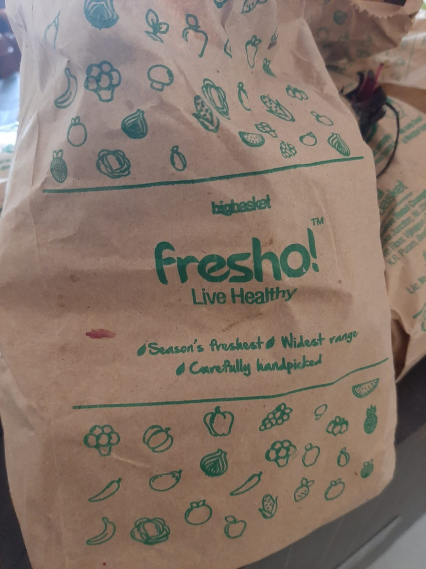 bigbasket
fresho!™
Live Healthy
Season's freshest Widest range
Carefully handpicked